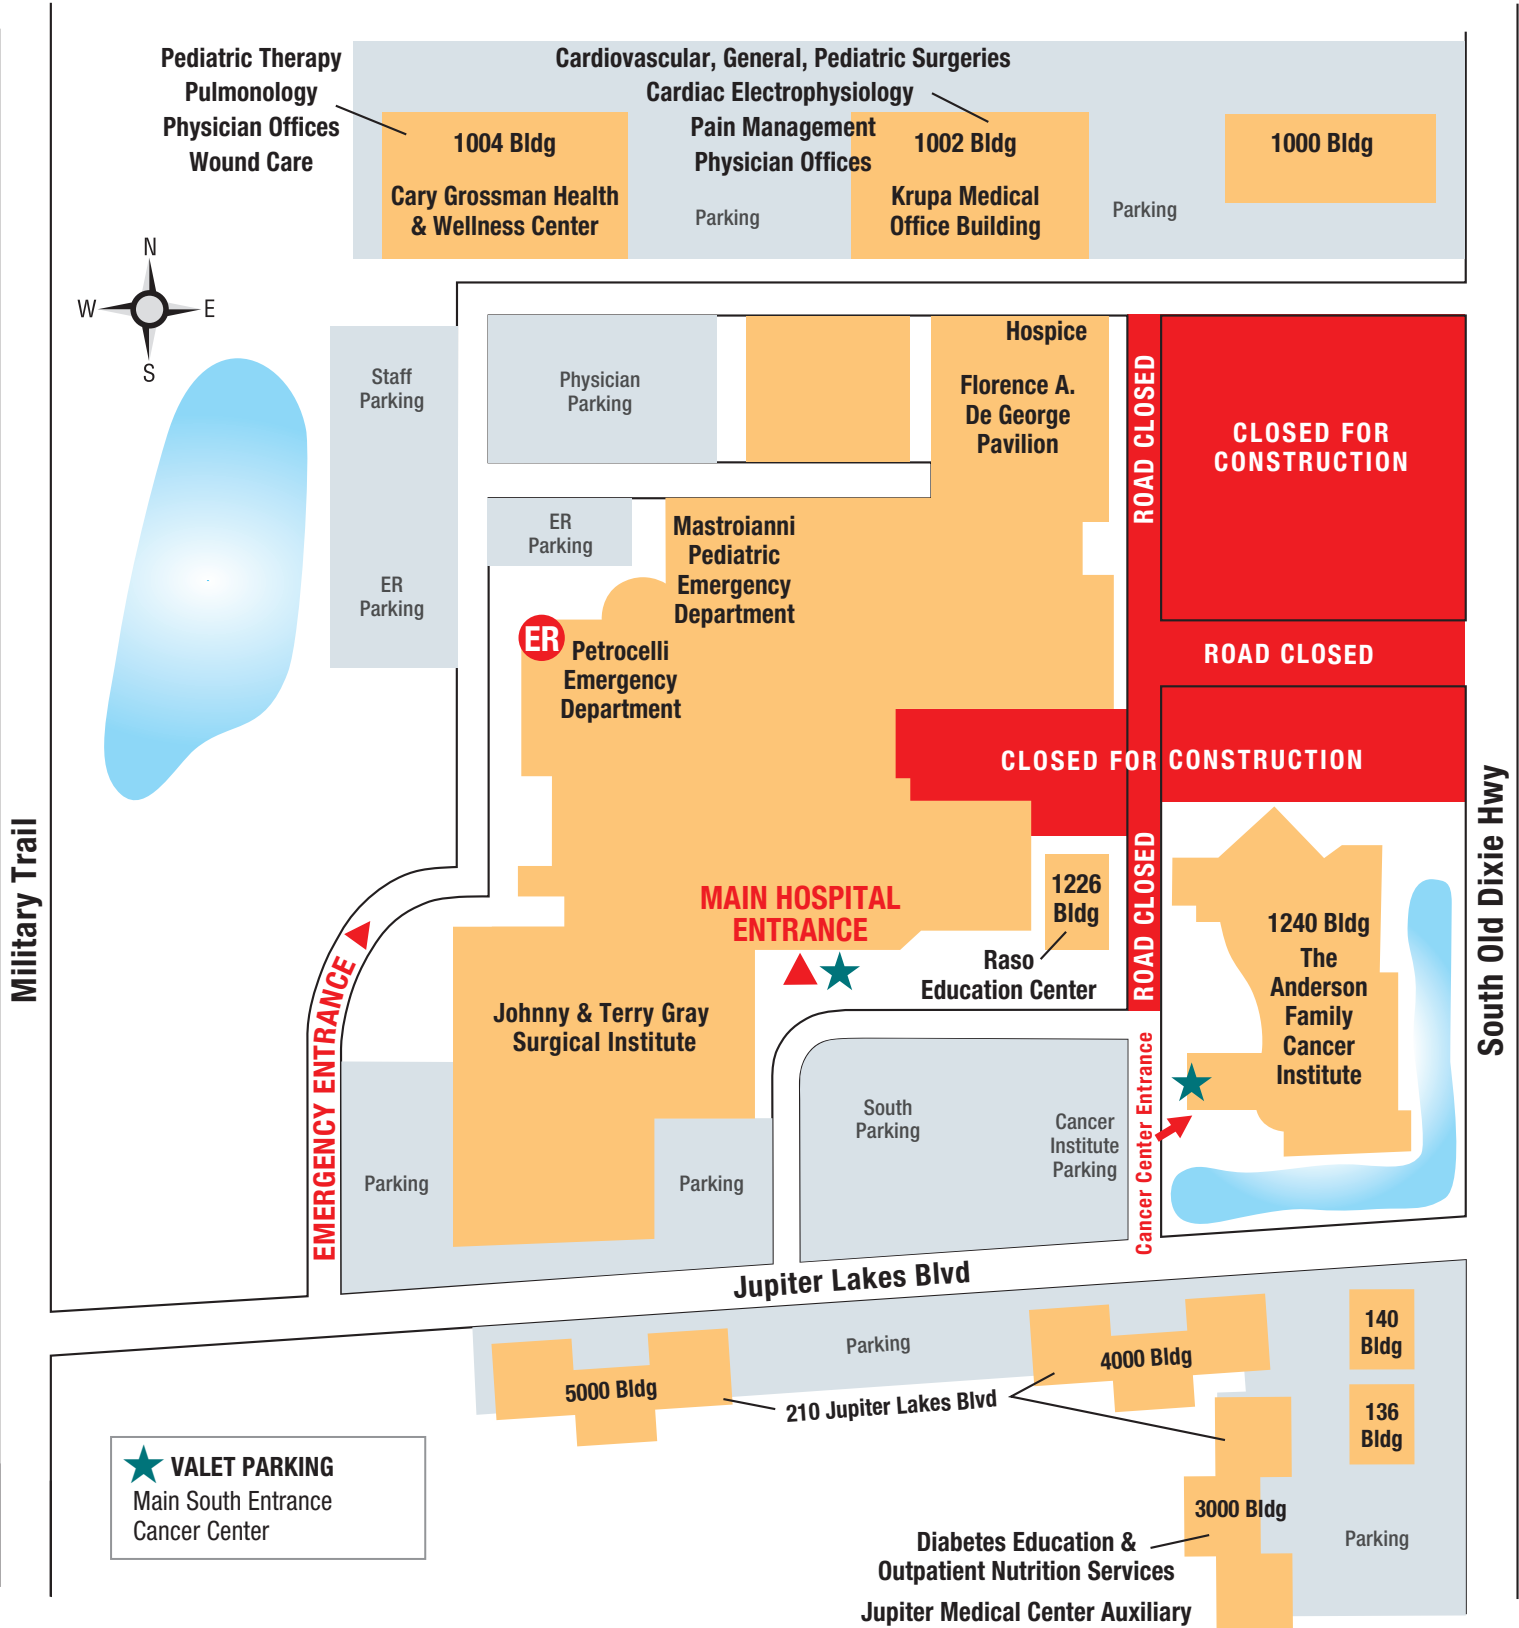 Pediatric Therapy
Pulmonology
Physician Offices
Wound Care
Cardiovascular, General, Pediatric Surgeries
Cardiac Electrophysiology
Pain Management
Physician Offices
1004 Bldg
Cary Grossman Health
& Wellness Center
Parking
1002 Bldg
Krupa Medical
Office Building
Parking
1000 Bldg
N
W
E
S
Staff
Parking
ER
Parking
Physician
Parking
ER
Parking
Hospice
Florence A.
De George
Pavilion
ROAD CLOSED
CLOSED FOR
CONSTRUCTION
ROAD CLOSED
CLOSED FOR CONSTRUCTION
ROAD CLOSED
Mastroianni
Pediatric
Emergency
Department
ER
Petrocelli
Emergency
Department
MAIN HOSPITAL
ENTRANCE
1226
Bldg
Raso
Education Center
1240 Bldg
The
Anderson
Family
Cancer
Institute
Military Trail
South Old Dixie Hwy
EMERGENCY ENTRANCE
Johnny & Terry Gray
Surgical Institute
Parking
Parking
South
Parking
Cancer
Institute
Parking
Cancer Center Entrance
Jupiter Lakes Blvd
Parking
5000 Bldg
4000 Bldg
210 Jupiter Lakes Blvd
140
Bldg
136
Bldg
3000 Bldg
Parking
Diabetes Education &
Outpatient Nutrition Services
Jupiter Medical Center Auxiliary
VALET PARKING
Main South Entrance
Cancer Center